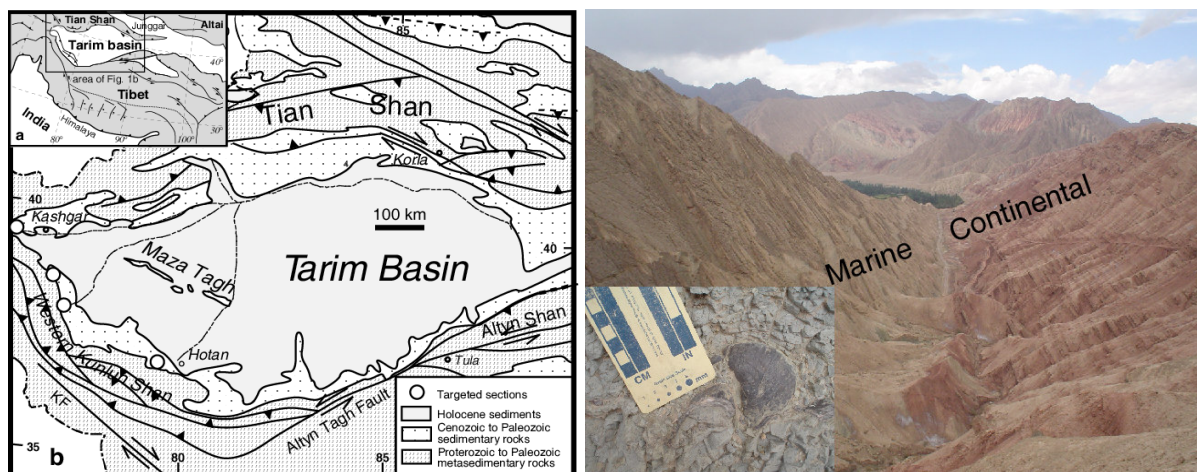 Tian Shan
Junggar
Altai
Tarim basin
40°
area of Fig. 1b
Tibet
India
Himalaya
30°
80°
90°
100°
a
85
Tian Shan
Korla
4
40
Kashga
100 km
Maza Tagh
Tarim Basin
40
Western Kunlun Shan
Hotan
Altyn Shan
Tula
KF
Altyn Tagh Fault
35
b
80
85
Targeted sections
Holocene sediments
Cenozoic to Paleozoic
sedimentary rocks
Proterozoic to Paleozoic
metasedimentary rocks
Marine
Continental
CM
IN
mm